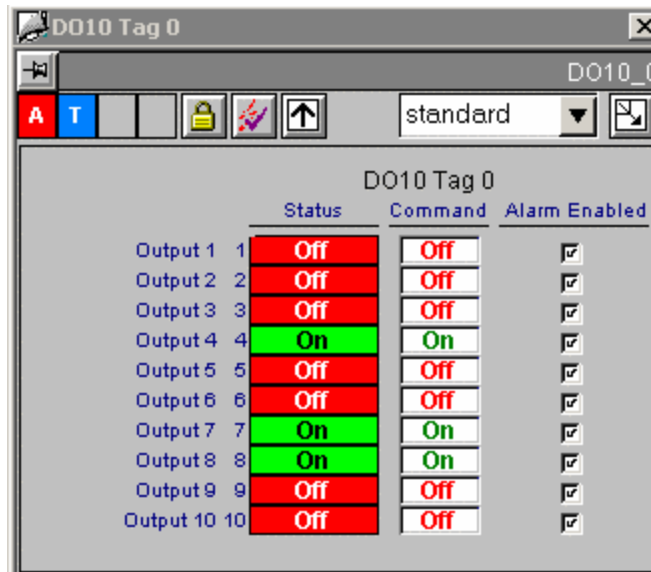 DO10 Tag 0
DO10_0
A T standard
DO10 Tag 0
Status Command Alarm Enabled
Output 1 1 Off Off
Output 2 2 Off Off
Output 3 3 Off Off
Output 4 4 On On
Output 5 5 Off Off
Output 6 6 Off Off
Output 7 7 On On
Output 8 8 On On
Output 9 9 Off Off
Output 10 10 Off Off